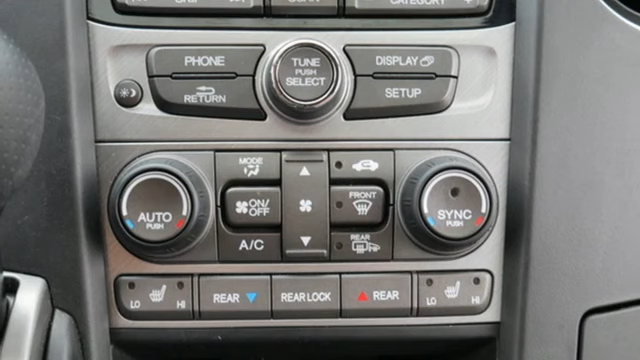 CATEGORY
PHONE
TUNE
PUSH
SELECT
DISPLAY
RETURN
SETUP
MODE
AUTO
PUSH
ON/
OFF
FRONT
SYNC
PUSH
A/C
REAR
LO HI
REAR
REAR LOCK
REAR
LO HI